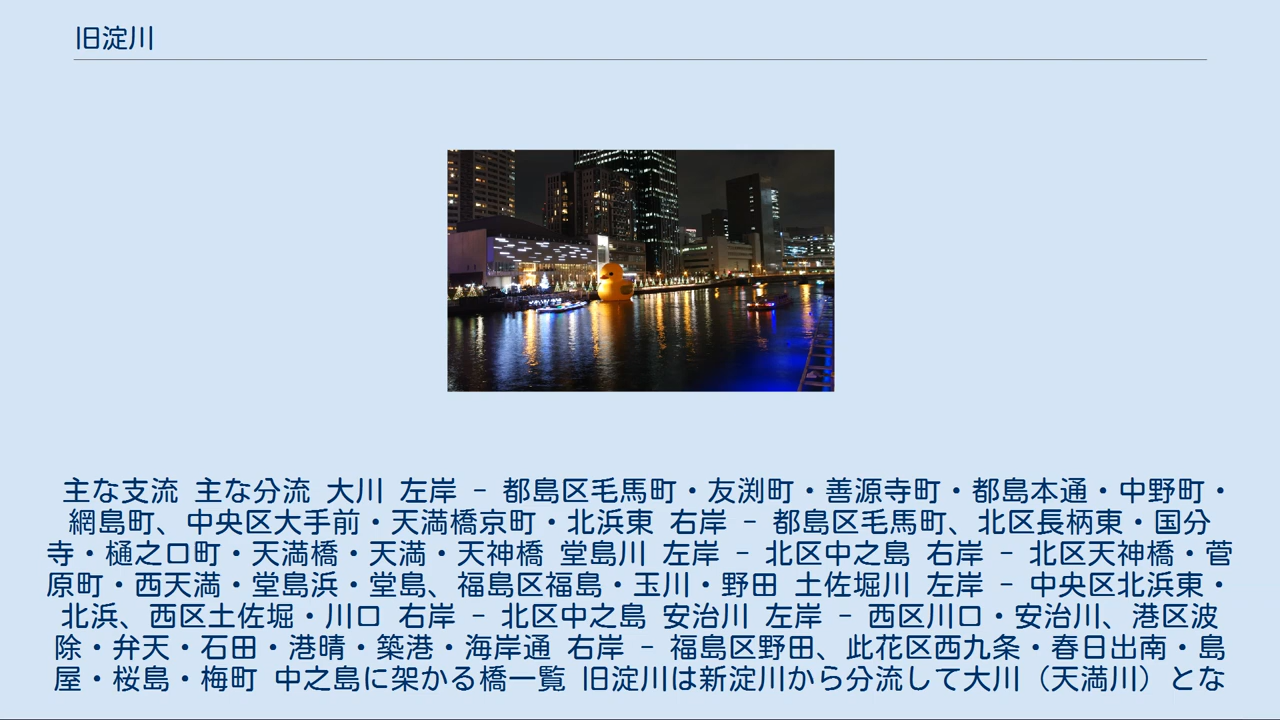 旧淀川
主な支流 主な分流 大川 左岸 - 都島区毛馬町・友渕町・善源寺町・都島本通・中野町・
網島町、中央区大手前・天満橋京町・北浜東 右岸 - 都島区毛馬町、北区長柄東・国分
寺・樋之口町・天満橋・天満・天神橋 堂島川 左岸 - 北区中之島 右岸 - 北区天神橋・菅
原町・西天満・堂島浜・堂島、福島区福島・玉川・野田 土佐堀川 左岸 - 中央区北浜東・
北浜、西区土佐堀・川口 右岸 - 北区中之島 安治川 左岸 - 西区川口・安治川、港区波
除・弁天・石田・港晴・築港・海岸通 右岸 - 福島区野田、此花区西九条・春日出南・島
屋・桜島・梅町 中之島に架かる橋一覧 旧淀川は新淀川から分流して大川（天満川）とな